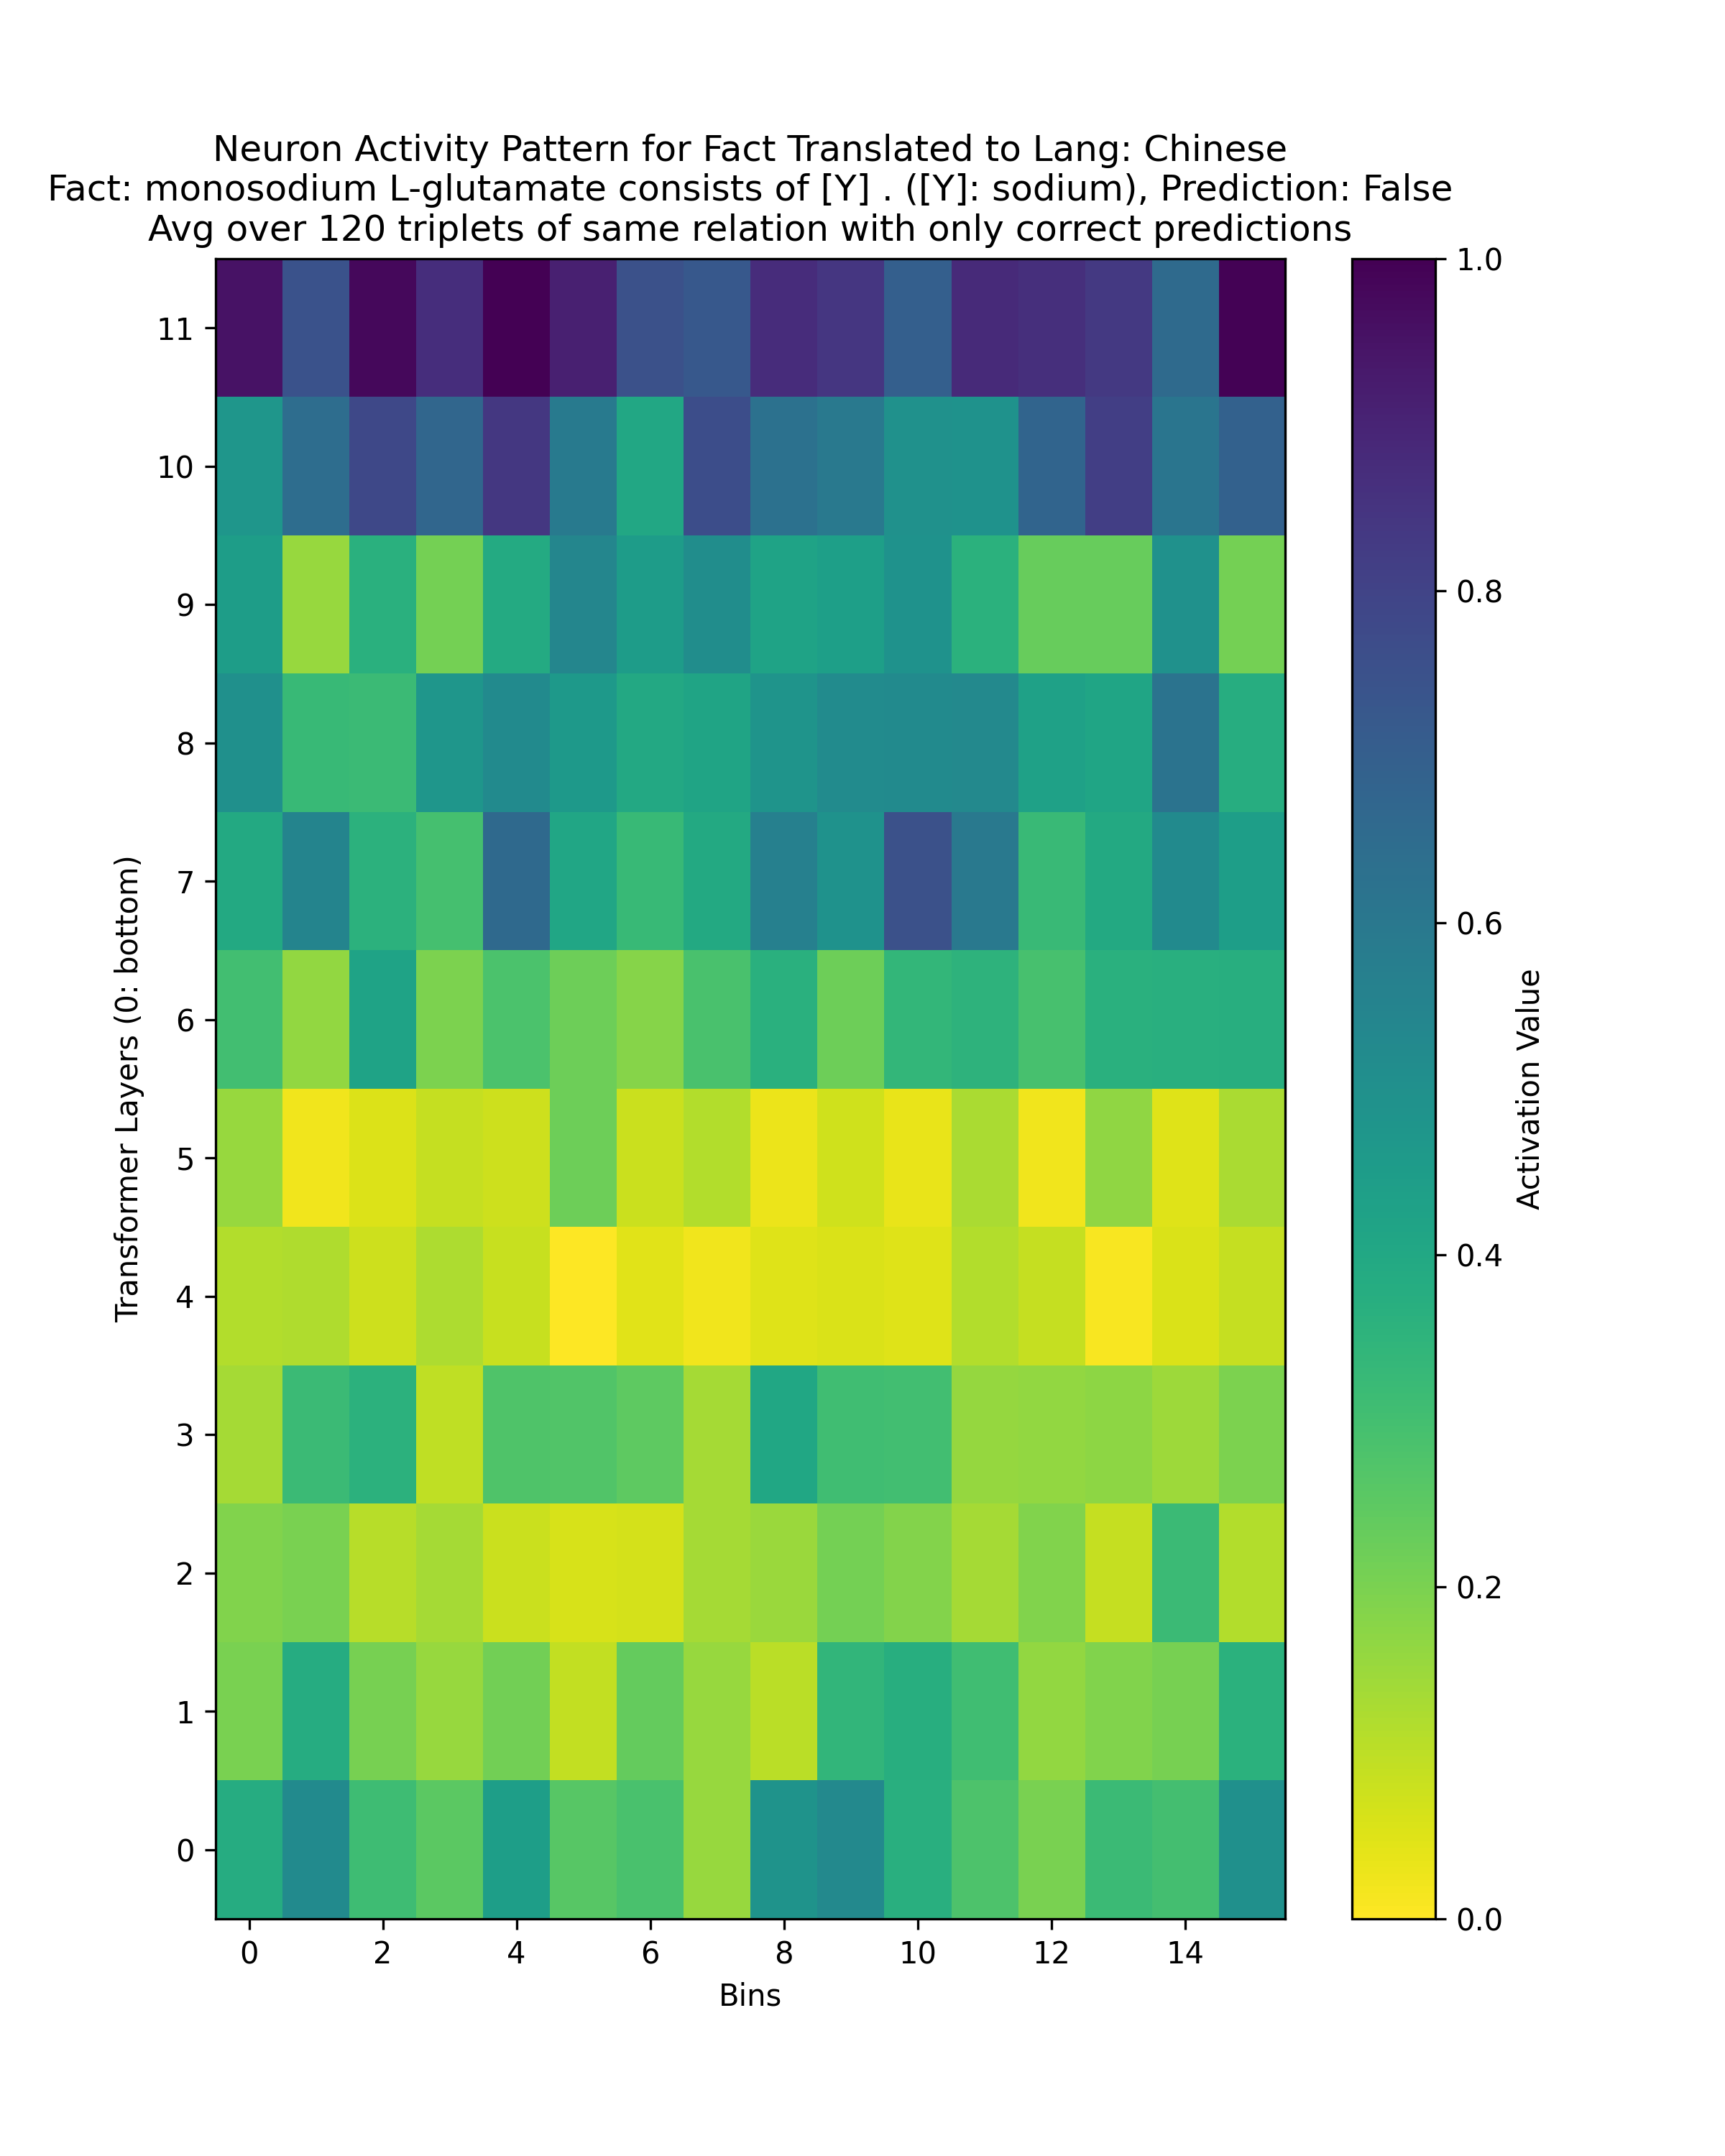 Neuron Activity Pattern for Fact Translated to Lang: Chinese
Fact: monosodium L-glutamate consists of [Y] . ([Y]: sodium), Prediction: False
Avg over 120 triplets of same relation with only correct predictions
Transformer Layers (0: bottom)
11
10
9
8
7
6
5
4
3
2
1
0
0 2 4 6 8 10 12 14
Bins
1.0
0.8
0.6
0.4
0.2
0.0
Activation Value